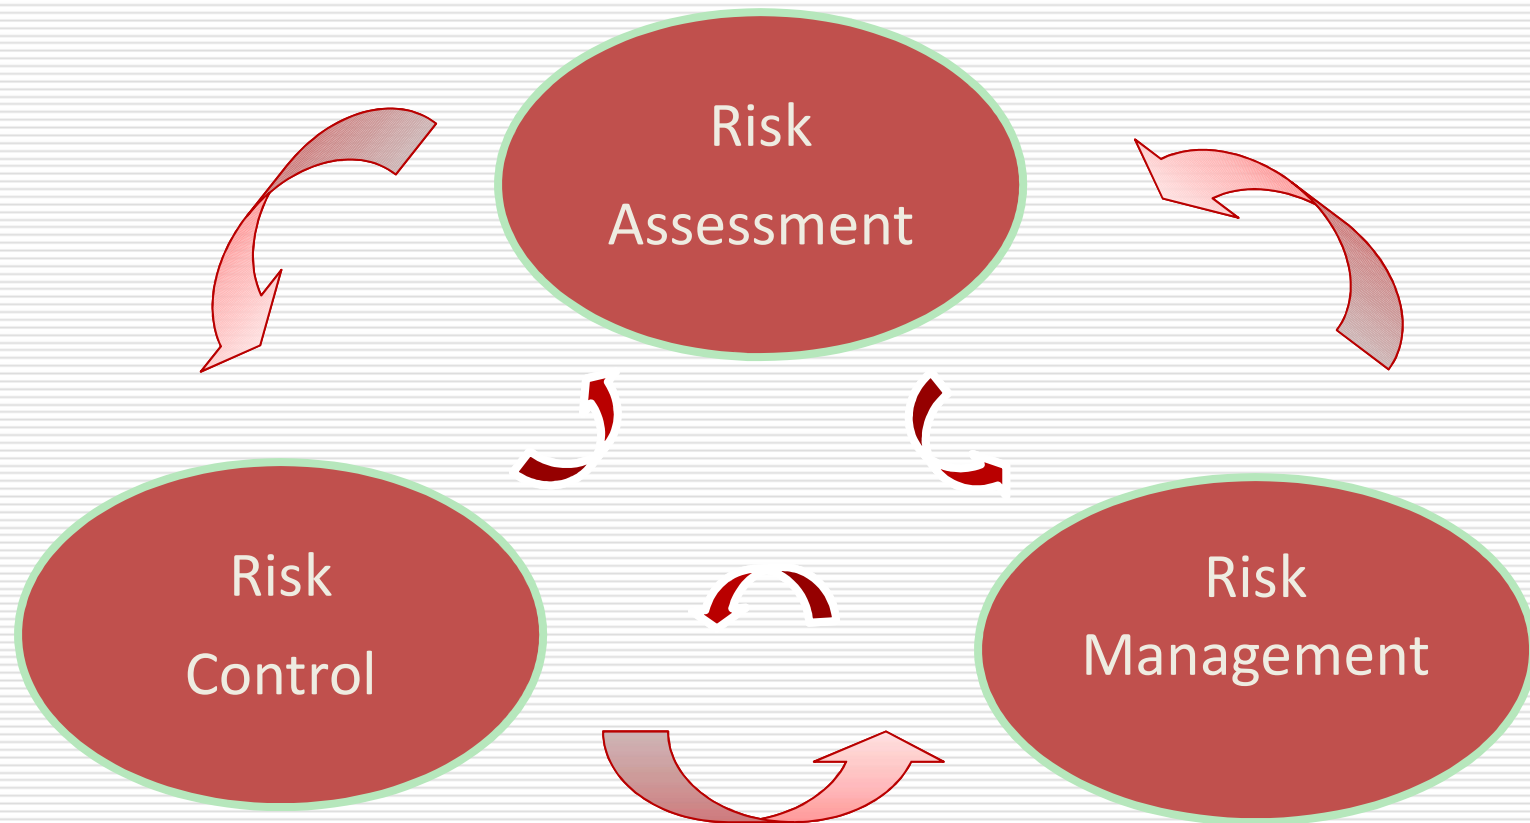 Risk
Assessment
Risk
Control
Risk
Management